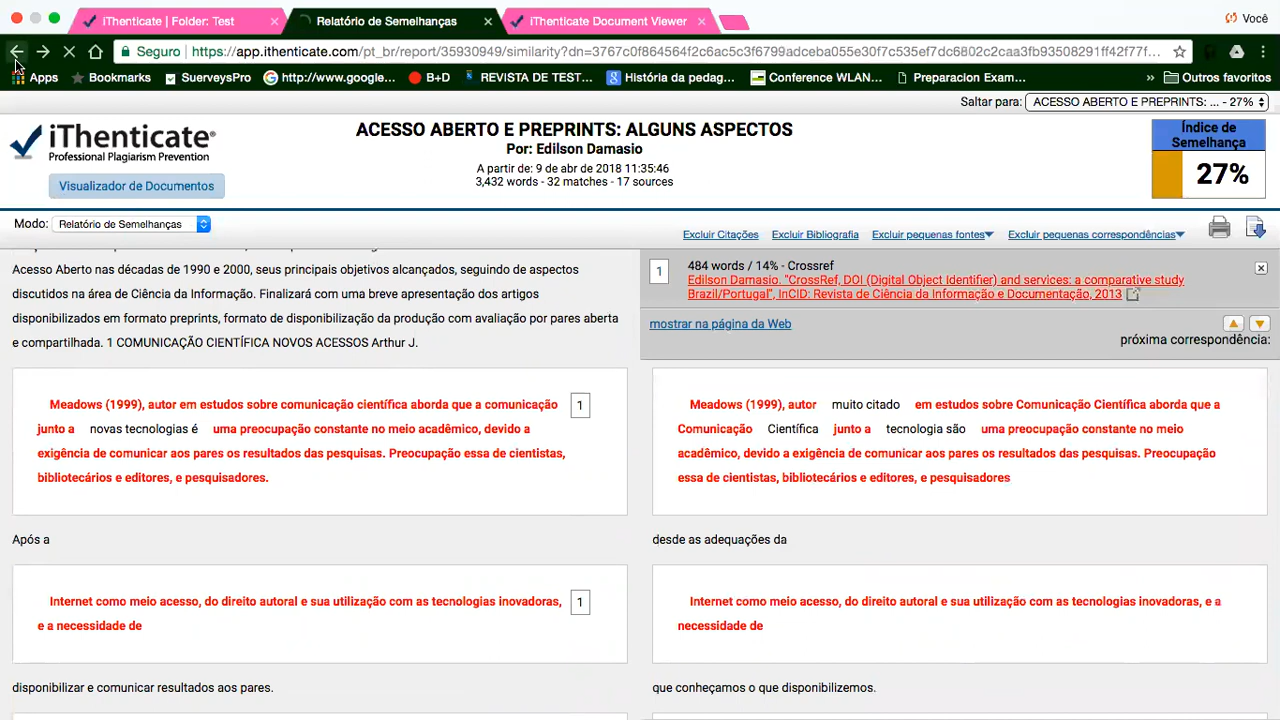 iThenticate | Folder: Test
Relatório de Semelhanças
iThenticate Document Viewer
Você
Seguro
https://app.ithenticate.com/pt_br/report/35930949/similarity?dn=3767c0f864564f2c6ac5c3f6799adceba055e30f7c535ef7dc6802c2caa3fb93508291ff42f77f...
Apps
Bookmarks
SuerveysPro
http://www.google...
B+D
REVISTA DE TEST...
História da pedag...
Conference WLAN...
Preparacion Exam...
»
Outros favoritos
Saltar para:
ACESSO ABERTO E PREPRINTS: ... - 27%
iThenticate®
Professional Plagiarism Prevention
Visualizador de Documentos
ACESSO ABERTO E PREPRINTS: ALGUNS ASPECTOS
Por: Edilson Damasio
A partir de: 9 de abr de 2018 11:35:46
3,432 words - 32 matches - 17 sources
Índice de
Semelhança
27%
Modo:
Relatório de Semelhanças
Excluir Citações
Excluir Bibliografia
Excluir pequenas fontes
Excluir pequenas correspondências
Acesso Aberto nas décadas de 1990 e 2000, seus principais objetivos alcançados, seguindo de aspectos
discutidos na área de Ciência da Informação. Finalizará com uma breve apresentação dos artigos
disponibilizados em formato preprints, formato de disponibilização da produção com avaliação por pares aberta
e compartilhada. 1 COMUNICAÇÃO CIENTÍFICA NOVOS ACESSOS Arthur J.
Meadows (1999), autor em estudos sobre comunicação científica aborda que a comunicação
1
junto a novas tecnologias é uma preocupação constante no meio acadêmico, devido a
exigência de comunicar aos pares os resultados das pesquisas. Preocupação essa de cientistas,
bibliotecários e editores, e pesquisadores.
Após a
Internet como meio acesso, do direito autoral e sua utilização com as tecnologias inovadoras,
1
e a necessidade de
disponibilizar e comunicar resultados aos pares.
1
484 words / 14% - Crossref
Edilson Damasio. "CrossRef, DOI (Digital Object Identifier) and services: a comparative study
Brazil/Portugal", InCID: Revista de Ciência da Informação e Documentação, 2013
mostrar na página da Web
próxima correspondência:
Meadows (1999), autor muito citado em estudos sobre Comunicação Científica aborda que a
Comunicação Científica junto a tecnologia são uma preocupação constante no meio
acadêmico, devido a exigência de comunicar aos pares os resultados das pesquisas. Preocupação
essa de cientistas, bibliotecários e editores, e pesquisadores
desde as adequações da
Internet como meio acesso, do direito autoral e sua utilização com as tecnologias inovadoras, e a
necessidade de
que conheçamos o que disponibilizemos.